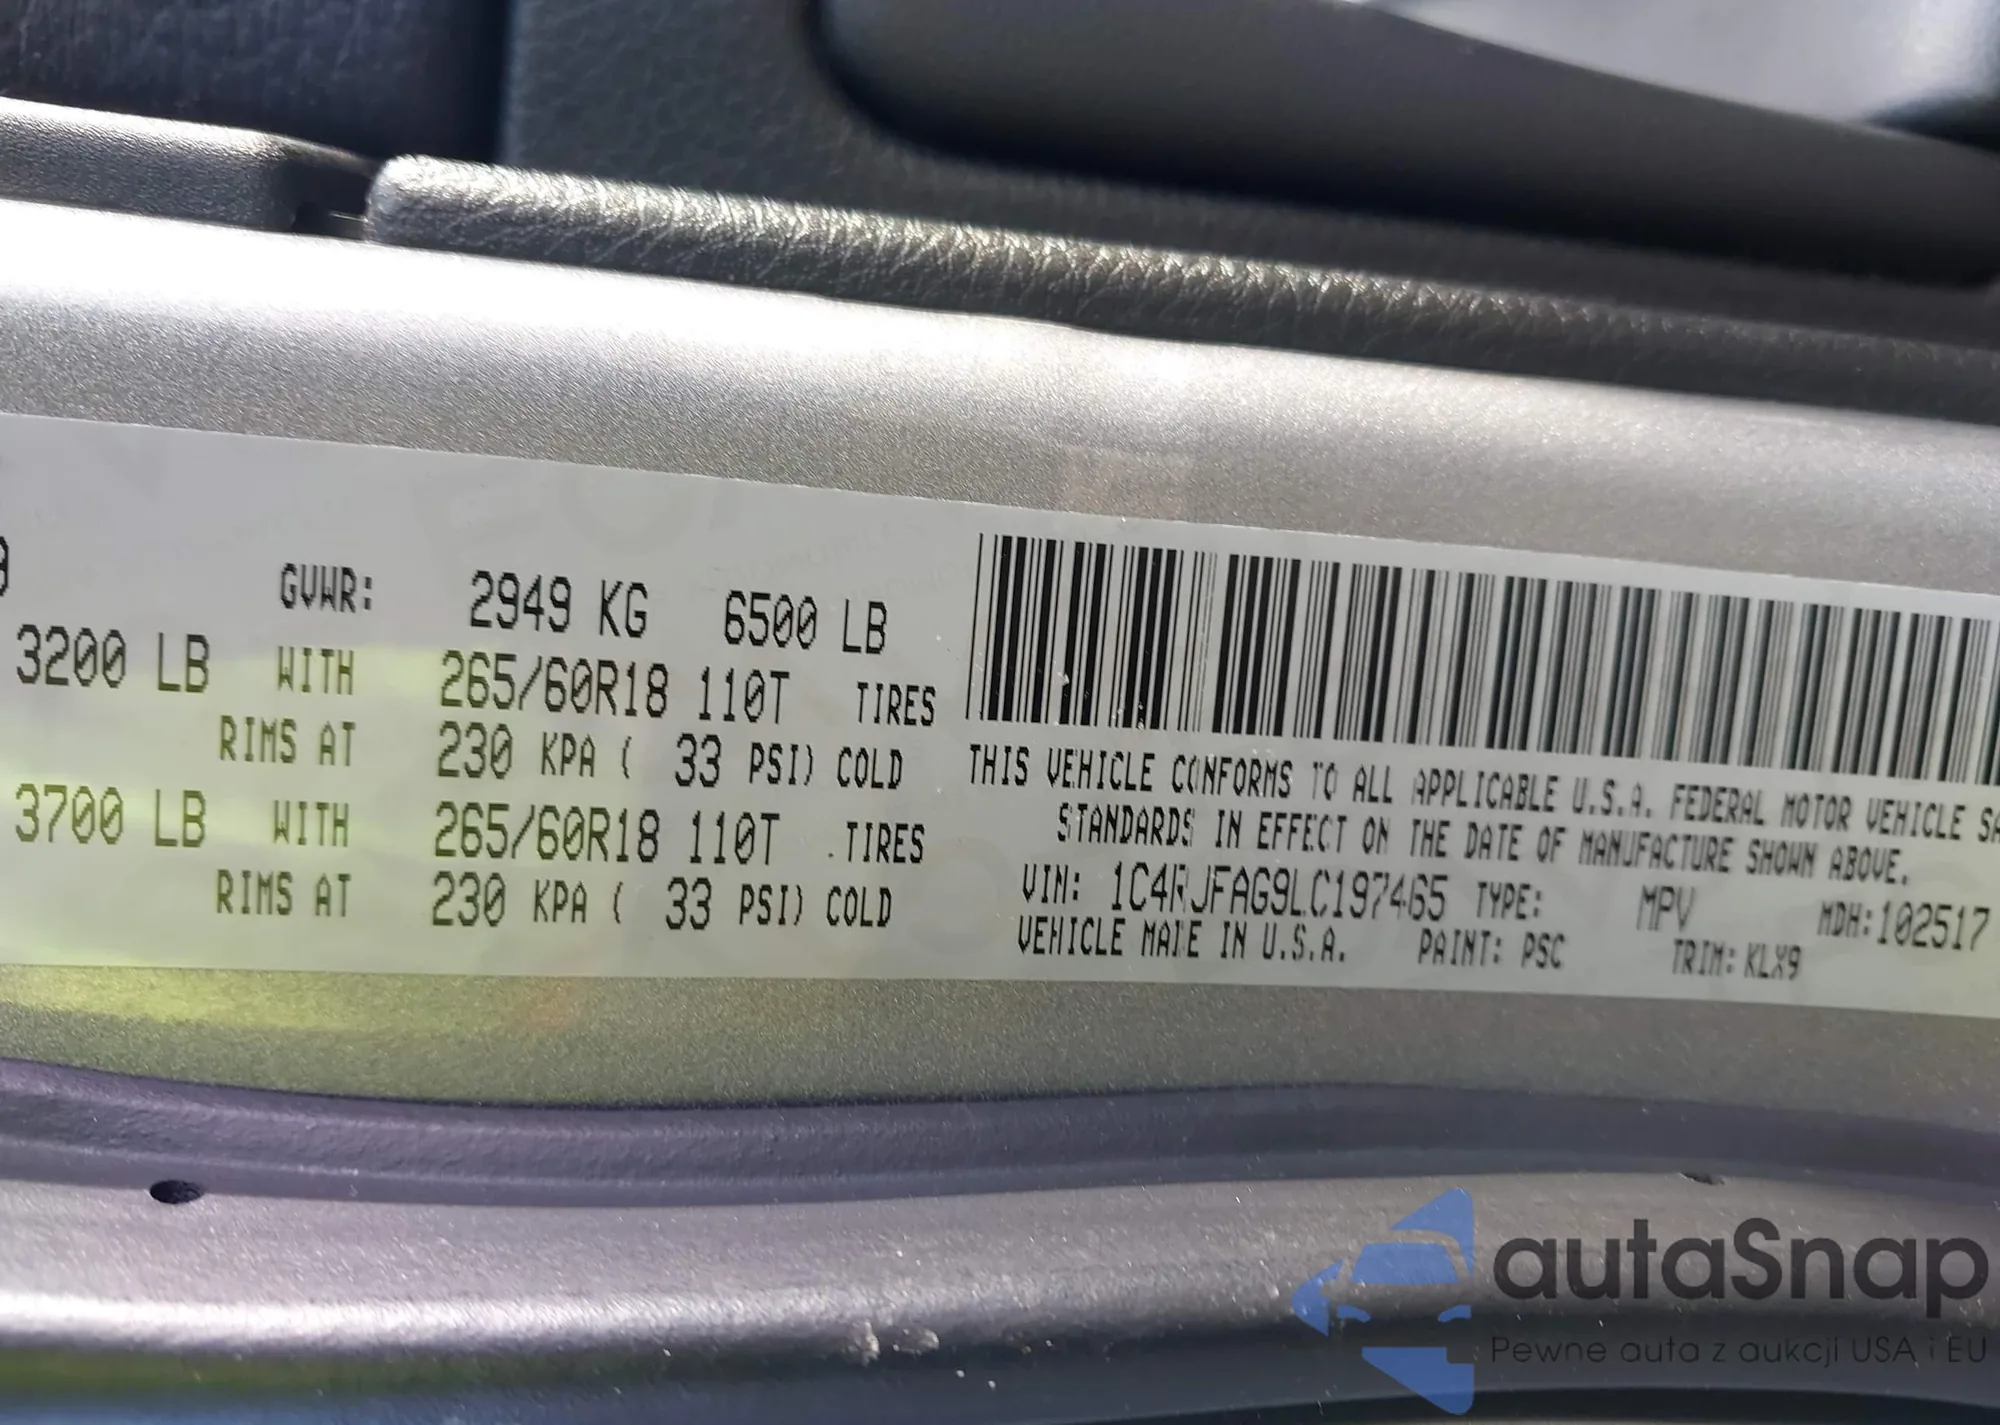 GVWR: 2949 KG 6500 LB
3200 LB WITH 265/60R18 110T TIRES
RIMS AT 230 KPA ( 33 PSI) COLD
3700 LB WITH 265/60R18 110T TIRES
RIMS AT 230 KPA ( 33 PSI) COLD
THIS VEHICLE CONFORMS TO ALL APPLICABLE U.S.A. FEDERAL MOTOR VEHICLE SA
STANDARDS IN EFFECT ON THE DATE OF MANUFACTURE SHOWN ABOVE.
VIN: 1C4RJFAG9LC197465 TYPE: MPV MDH:102517
VEHICLE MADE IN U.S.A. PAINT: PSC TRIM: KLX9
autaSnap
Pewne auta z aukcji USA i EU